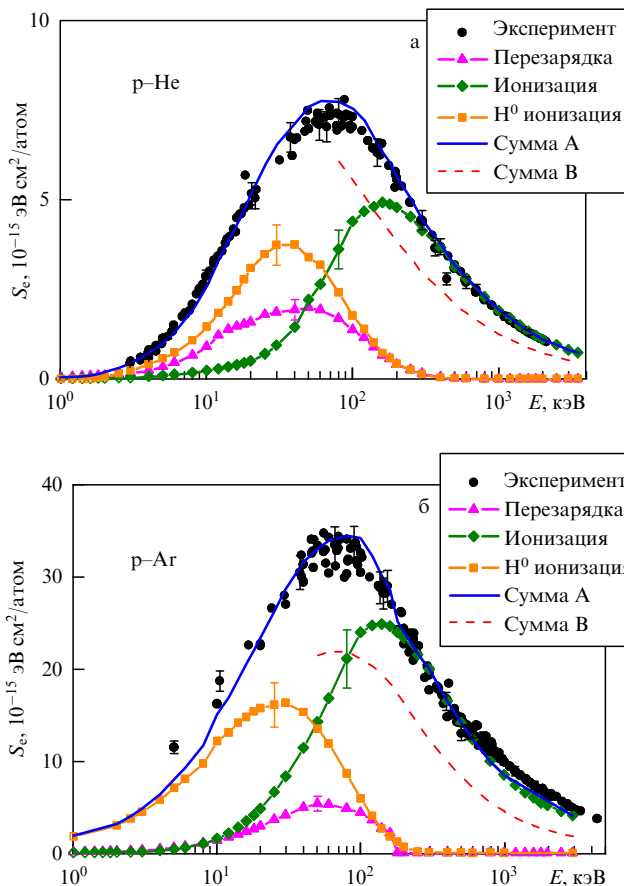 10
а
Эксперимент
Перезарядка
Ионизация
H⁰ ионизация
Сумма A
Сумма B
p–He
Sₑ, 10⁻¹⁵ эВ см²/атом
5
0
10⁰ 10¹ 10² 10³ E, кэВ
40
б
Эксперимент
Перезарядка
Ионизация
H⁰ ионизация
Сумма A
Сумма B
p–Ar
30
Sₑ, 10⁻¹⁵ эВ см²/атом
20
10
0
10⁰ 10¹ 10² 10³ E, кэВ